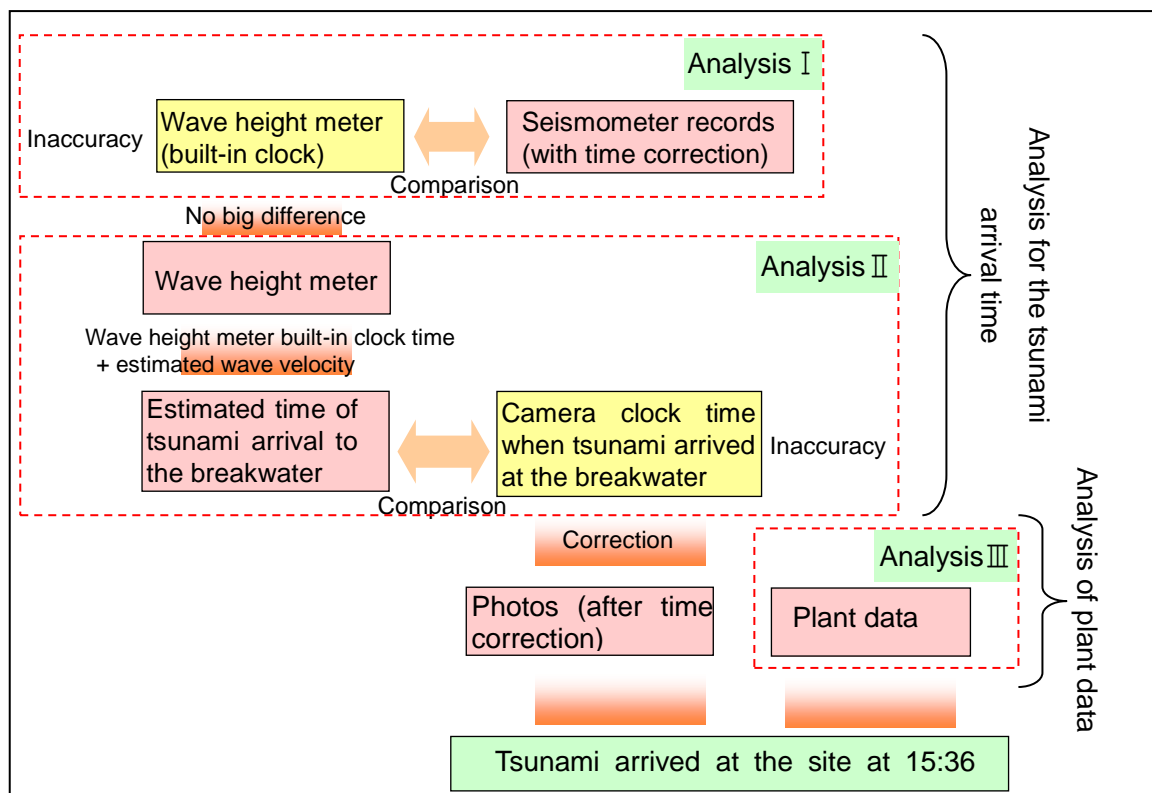 Analysis Ⅰ
Inaccuracy
Wave height meter
(built-in clock)
Seismometer records
(with time correction)
Comparison
No big difference
Wave height meter
Analysis Ⅱ
Wave height meter built-in clock time
+ estimated wave velocity
Estimated time of
tsunami arrival to
the breakwater
Camera clock time
when tsunami arrived
at the breakwater
Inaccuracy
Comparison
Analysis for the tsunami
arrival time
Correction
Analysis Ⅲ
Photos (after time
correction)
Plant data
Analysis of plant data
Tsunami arrived at the site at 15:36